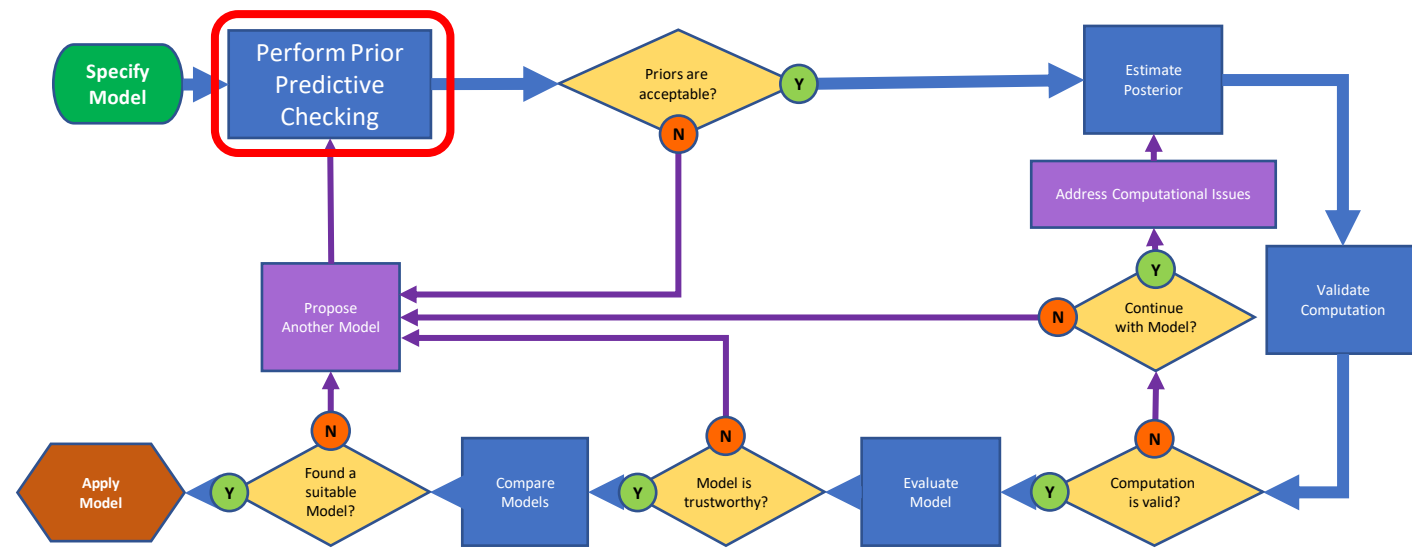 Specify
Model
Perform Prior
Predictive
Checking
Priors are
acceptable?
Y
N
Estimate
Posterior
Address Computational Issues
Y
Continue
with Model?
N
Validate
Computation
Propose
Another Model
N
Found a
suitable
Model?
Y
Apply
Model
Compare
Models
N
Model is
trustworthy?
Y
Evaluate
Model
N
Computation
is valid?
Y